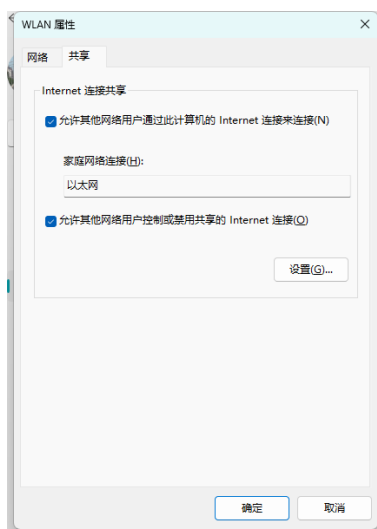 WLAN 属性
网络 共享
Internet 连接共享
允许其他网络用户通过此计算机的 Internet 连接来连接(N)
家庭网络连接(H):
以太网
允许其他网络用户控制或禁用共享的 Internet 连接(O)
设置(G)...
确定 取消